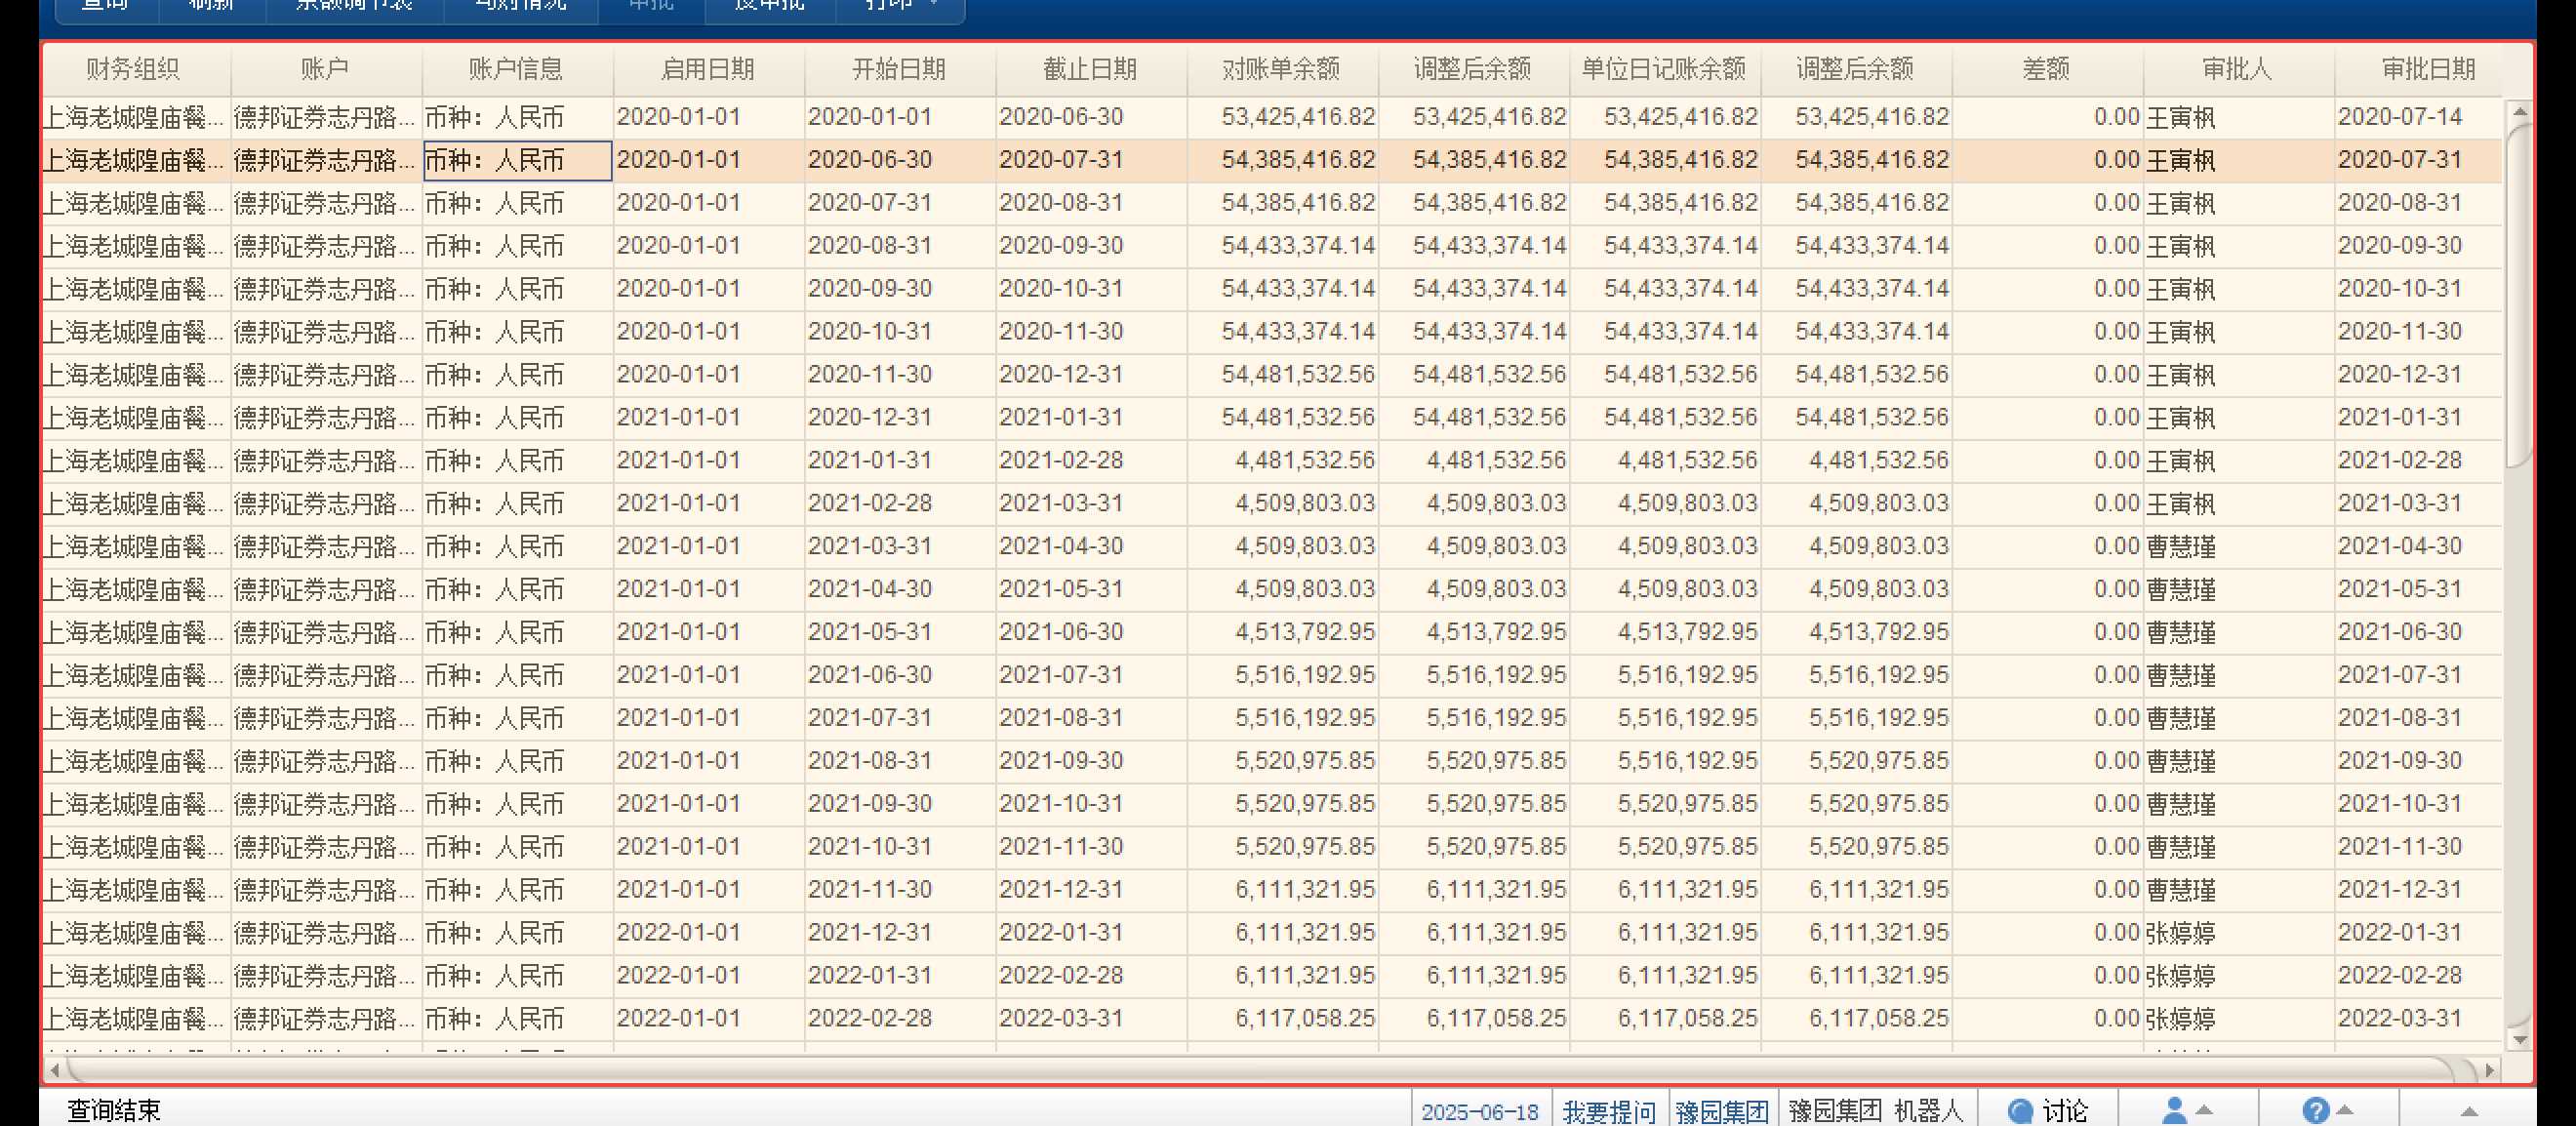 查询 刷新 余额调节表 勾对情况 审批 反审批 打印
财务组织 账户 账户信息 启用日期 开始日期 截止日期 对账单余额 调整后余额 单位日记账余额 调整后余额 差额 审批人 审批日期
上海老城隍庙餐... 德邦证券志丹路... 币种：人民币 2020-01-01 2020-01-01 2020-06-30 53,425,416.82 53,425,416.82 53,425,416.82 53,425,416.82 0.00 王寅枫 2020-07-14
上海老城隍庙餐... 德邦证券志丹路... 币种：人民币 2020-01-01 2020-06-30 2020-07-31 54,385,416.82 54,385,416.82 54,385,416.82 54,385,416.82 0.00 王寅枫 2020-07-31
上海老城隍庙餐... 德邦证券志丹路... 币种：人民币 2020-01-01 2020-07-31 2020-08-31 54,385,416.82 54,385,416.82 54,385,416.82 54,385,416.82 0.00 王寅枫 2020-08-31
上海老城隍庙餐... 德邦证券志丹路... 币种：人民币 2020-01-01 2020-08-31 2020-09-30 54,433,374.14 54,433,374.14 54,433,374.14 54,433,374.14 0.00 王寅枫 2020-09-30
上海老城隍庙餐... 德邦证券志丹路... 币种：人民币 2020-01-01 2020-09-30 2020-10-31 54,433,374.14 54,433,374.14 54,433,374.14 54,433,374.14 0.00 王寅枫 2020-10-31
上海老城隍庙餐... 德邦证券志丹路... 币种：人民币 2020-01-01 2020-10-31 2020-11-30 54,433,374.14 54,433,374.14 54,433,374.14 54,433,374.14 0.00 王寅枫 2020-11-30
上海老城隍庙餐... 德邦证券志丹路... 币种：人民币 2020-01-01 2020-11-30 2020-12-31 54,481,532.56 54,481,532.56 54,481,532.56 54,481,532.56 0.00 王寅枫 2020-12-31
上海老城隍庙餐... 德邦证券志丹路... 币种：人民币 2021-01-01 2020-12-31 2021-01-31 54,481,532.56 54,481,532.56 54,481,532.56 54,481,532.56 0.00 王寅枫 2021-01-31
上海老城隍庙餐... 德邦证券志丹路... 币种：人民币 2021-01-01 2021-01-31 2021-02-28 4,481,532.56 4,481,532.56 4,481,532.56 4,481,532.56 0.00 王寅枫 2021-02-28
上海老城隍庙餐... 德邦证券志丹路... 币种：人民币 2021-01-01 2021-02-28 2021-03-31 4,509,803.03 4,509,803.03 4,509,803.03 4,509,803.03 0.00 王寅枫 2021-03-31
上海老城隍庙餐... 德邦证券志丹路... 币种：人民币 2021-01-01 2021-03-31 2021-04-30 4,509,803.03 4,509,803.03 4,509,803.03 4,509,803.03 0.00 曹慧瑾 2021-04-30
上海老城隍庙餐... 德邦证券志丹路... 币种：人民币 2021-01-01 2021-04-30 2021-05-31 4,509,803.03 4,509,803.03 4,509,803.03 4,509,803.03 0.00 曹慧瑾 2021-05-31
上海老城隍庙餐... 德邦证券志丹路... 币种：人民币 2021-01-01 2021-05-31 2021-06-30 4,513,792.95 4,513,792.95 4,513,792.95 4,513,792.95 0.00 曹慧瑾 2021-06-30
上海老城隍庙餐... 德邦证券志丹路... 币种：人民币 2021-01-01 2021-06-30 2021-07-31 5,516,192.95 5,516,192.95 5,516,192.95 5,516,192.95 0.00 曹慧瑾 2021-07-31
上海老城隍庙餐... 德邦证券志丹路... 币种：人民币 2021-01-01 2021-07-31 2021-08-31 5,516,192.95 5,516,192.95 5,516,192.95 5,516,192.95 0.00 曹慧瑾 2021-08-31
上海老城隍庙餐... 德邦证券志丹路... 币种：人民币 2021-01-01 2021-08-31 2021-09-30 5,520,975.85 5,520,975.85 5,516,192.95 5,520,975.85 0.00 曹慧瑾 2021-09-30
上海老城隍庙餐... 德邦证券志丹路... 币种：人民币 2021-01-01 2021-09-30 2021-10-31 5,520,975.85 5,520,975.85 5,520,975.85 5,520,975.85 0.00 曹慧瑾 2021-10-31
上海老城隍庙餐... 德邦证券志丹路... 币种：人民币 2021-01-01 2021-10-31 2021-11-30 5,520,975.85 5,520,975.85 5,520,975.85 5,520,975.85 0.00 曹慧瑾 2021-11-30
上海老城隍庙餐... 德邦证券志丹路... 币种：人民币 2021-01-01 2021-11-30 2021-12-31 6,111,321.95 6,111,321.95 6,111,321.95 6,111,321.95 0.00 曹慧瑾 2021-12-31
上海老城隍庙餐... 德邦证券志丹路... 币种：人民币 2022-01-01 2021-12-31 2022-01-31 6,111,321.95 6,111,321.95 6,111,321.95 6,111,321.95 0.00 张婷婷 2022-01-31
上海老城隍庙餐... 德邦证券志丹路... 币种：人民币 2022-01-01 2022-01-31 2022-02-28 6,111,321.95 6,111,321.95 6,111,321.95 6,111,321.95 0.00 张婷婷 2022-02-28
上海老城隍庙餐... 德邦证券志丹路... 币种：人民币 2022-01-01 2022-02-28 2022-03-31 6,117,058.25 6,117,058.25 6,117,058.25 6,117,058.25 0.00 张婷婷 2022-03-31
查询结束 2025-06-18 我要提问 豫园集团 豫园集团 机器人 讨论